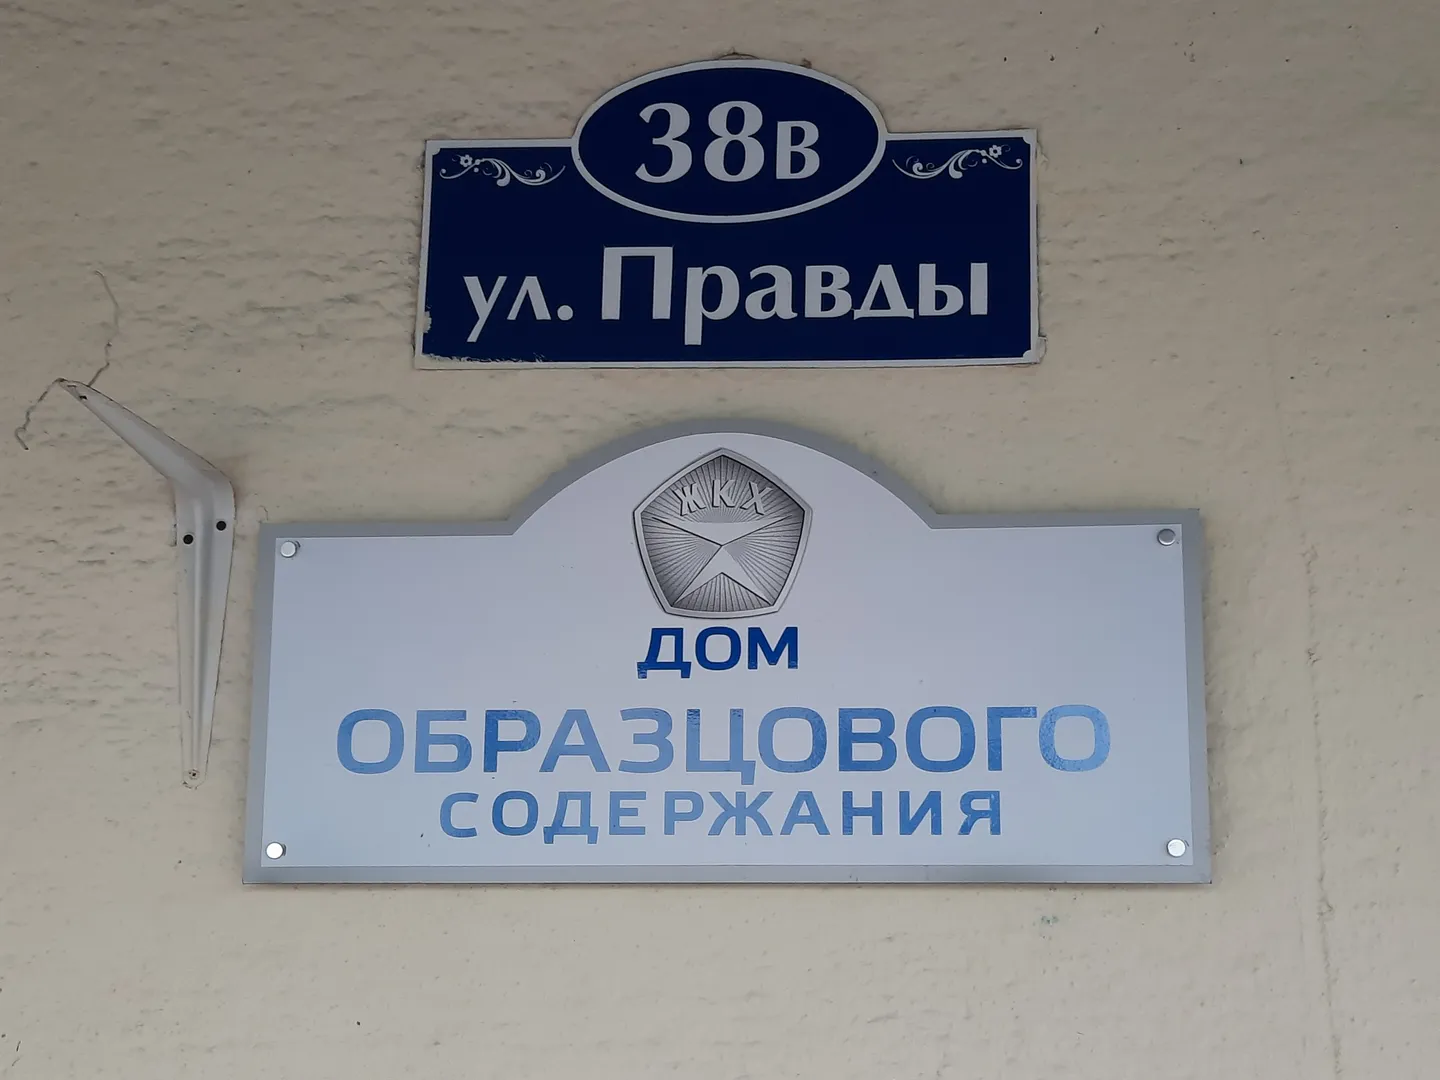 38в
ул. Правды
ЖКХ
ДОМ
ОБРАЗЦОВОГО
СОДЕРЖАНИЯ